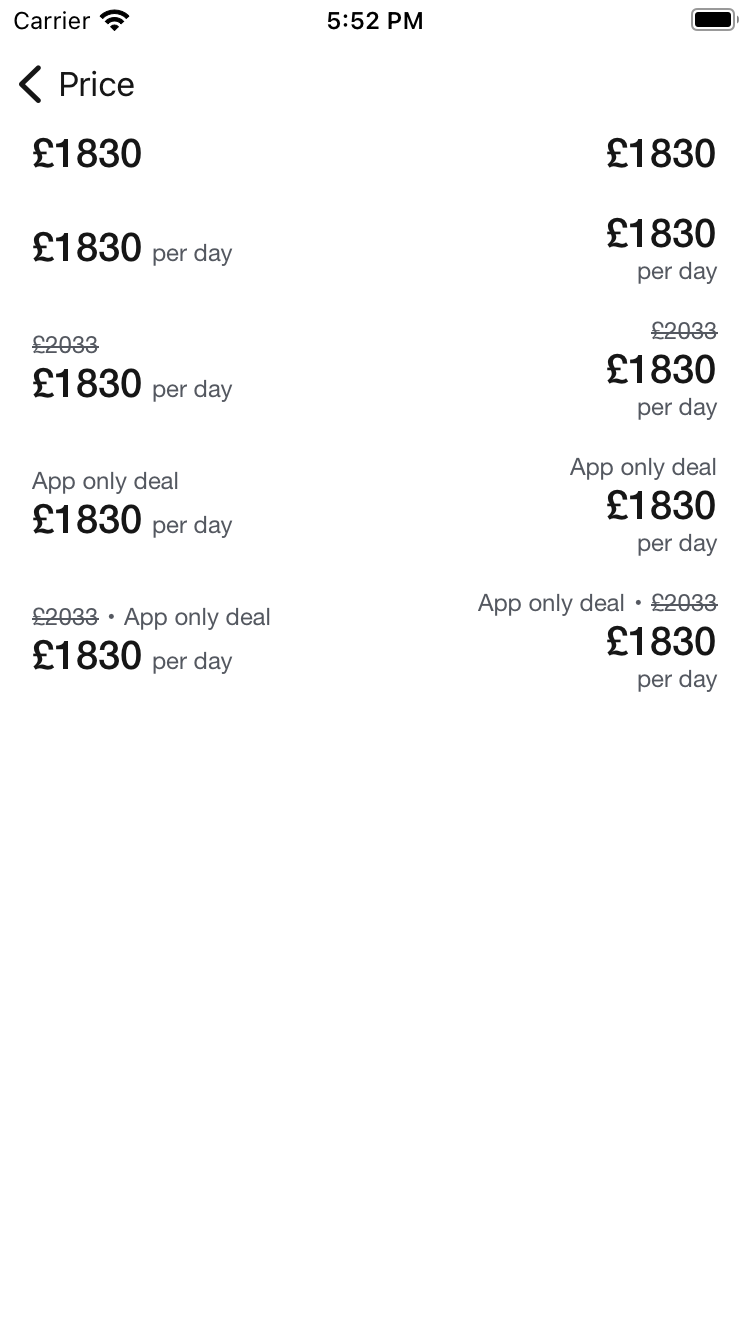 Carrier 5:52 PM
Price
£1830 £1830
£1830 per day £1830
per day
£2033 £2033
£1830 per day £1830
per day
App only deal App only deal
£1830 per day £1830
per day
£2033 • App only deal App only deal • £2033
£1830 per day £1830
per day